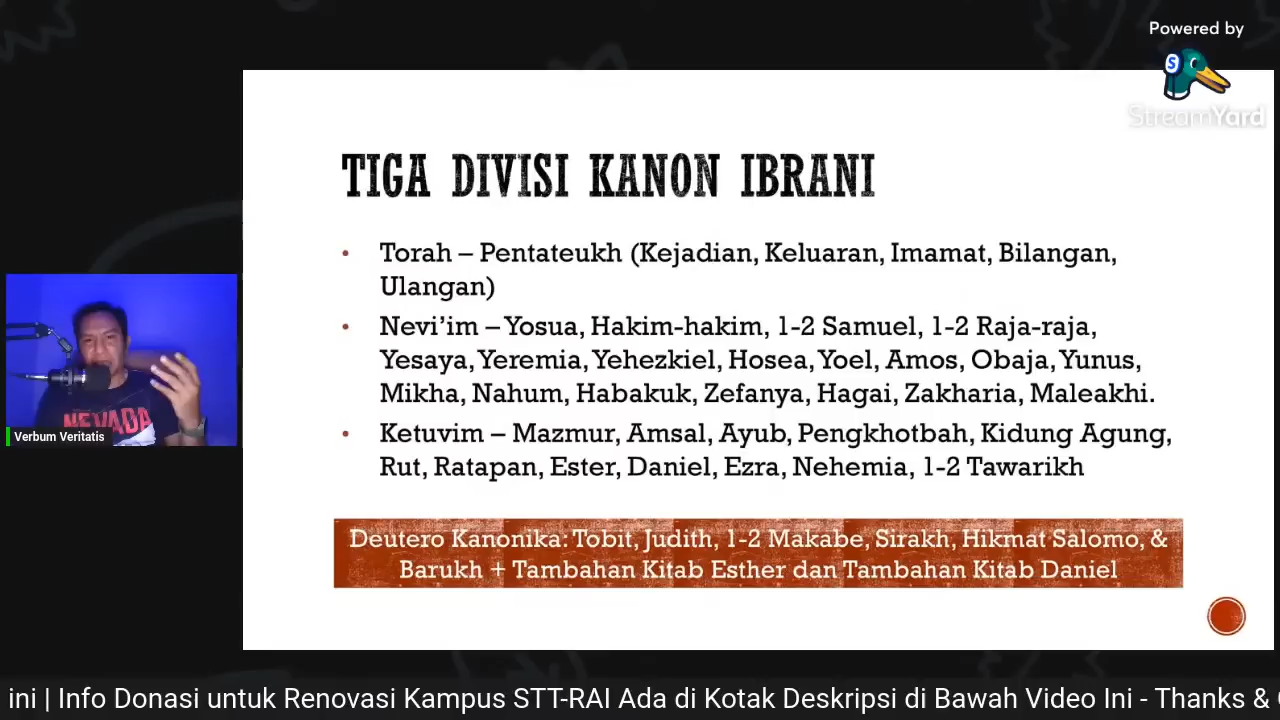 Powered by
StreamYard
TIGA DIVISI KANON IBRANI
• Torah – Pentateukh (Kejadian, Keluaran, Imamat, Bilangan,
Ulangan)
• Nevi’im – Yosua, Hakim-hakim, 1-2 Samuel, 1-2 Raja-raja,
Yesaya, Yeremia, Yehezkiel, Hosea, Yoel, Amos, Obaja, Yunus,
Mikha, Nahum, Habakuk, Zefanya, Hagai, Zakharia, Maleakhi.
• Ketuvim – Mazmur, Amsal, Ayub, Pengkhotbah, Kidung Agung,
Rut, Ratapan, Ester, Daniel, Ezra, Nehemia, 1-2 Tawarikh
Deutero Kanonika: Tobit, Judith, 1-2 Makabe, Sirakh, Hikmat Salomo, &
Barukh + Tambahan Kitab Esther dan Tambahan Kitab Daniel
NEVADA
Verbum Veritatis
ini | Info Donasi untuk Renovasi Kampus STT-RAI Ada di Kotak Deskripsi di Bawah Video Ini - Thanks &